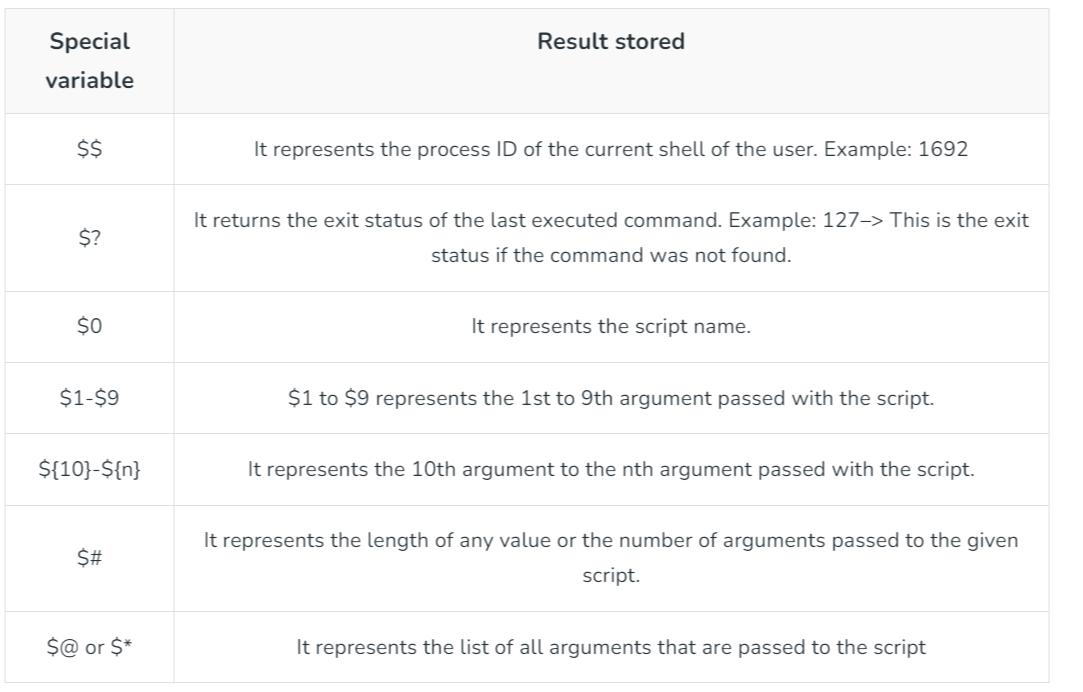 Special
variable
Result stored
$$
It represents the process ID of the current shell of the user. Example: 1692
$?
It returns the exit status of the last executed command. Example: 127–> This is the exit
status if the command was not found.
$0
It represents the script name.
$1-$9
$1 to $9 represents the 1st to 9th argument passed with the script.
${10}-${n}
It represents the 10th argument to the nth argument passed with the script.
$#
It represents the length of any value or the number of arguments passed to the given
script.
$@ or $*
It represents the list of all arguments that are passed to the script